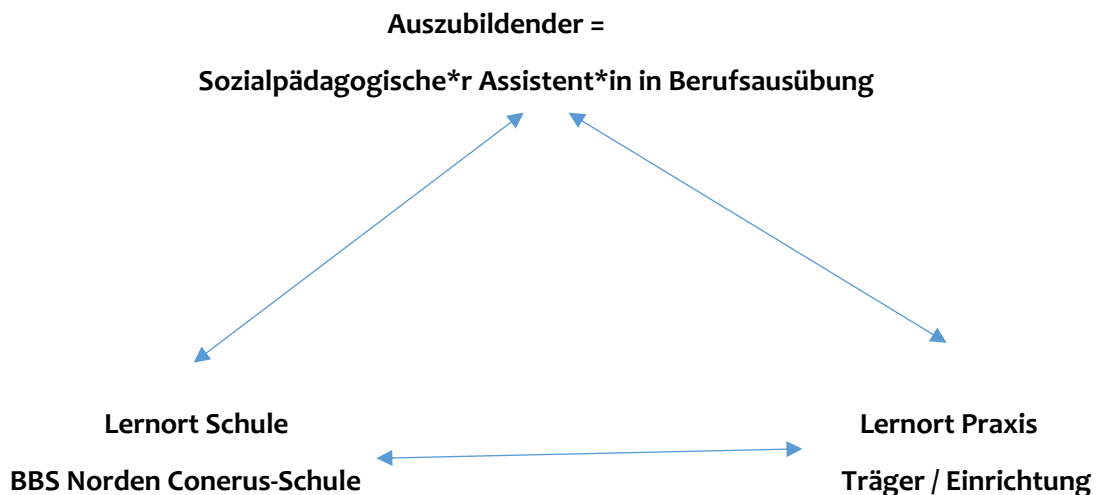 Auszubildender =
Sozialpädagogische*r Assistent*in in Berufsausübung
Lernort Schule
Lernort Praxis
BBS Norden Conerus-Schule
Träger / Einrichtung